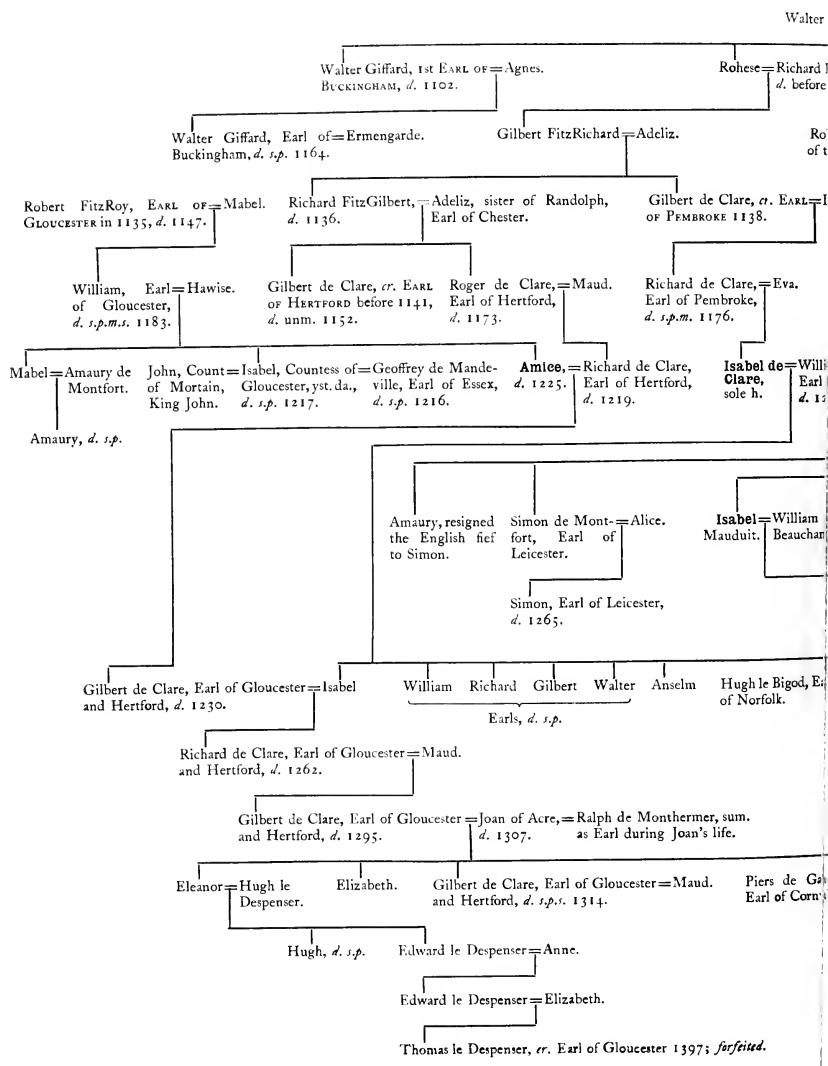 Walter
Walter Giffard, 1st EARL OF=Agnes.
BUCKINGHAM, d. 1102.
Rohese=Richard
d. before
Walter Giffard, Earl of=Ermengarde.
Buckingham, d. s.p. 1164.
Gilbert FitzRichard=Adeliz.
Ro
of t
Robert FitzRoy, EARL OF=Mabel.
GLOUCESTER in 1135, d. 1147.
Richard FitzGilbert,=Adeliz, sister of Randolph,
d. 1136. Earl of Chester.
Gilbert de Clare, cr. EARL=
OF PEMBROKE 1138.
William, Earl=Hawise.
of Gloucester,
d. s.p.m.s. 1183.
Gilbert de Clare, cr. EARL
OF HERTFORD before 1141,
d. unm. 1152.
Roger de Clare,=Maud.
Earl of Hertford,
d. 1173.
Richard de Clare,=Eva.
Earl of Pembroke,
d. s.p.m. 1176.
Mabel=Amaury de
Montfort.
John, Count=Isabel, Countess of=Geoffrey de Mande-
of Mortain, Gloucester, yst. da., ville, Earl of Essex,
King John. d. s.p. 1217. d. s.p. 1216.
Amice,=Richard de Clare,
d. 1225. Earl of Hertford,
d. 1219.
Isabel de=Willi
Clare, Earl
sole h. d. 12
Amaury, d. s.p.
Amaury, resigned
the English fief
to Simon.
Simon de Mont-=Alice.
fort, Earl of
Leicester.
Isabel=William
Mauduit. Beaucham
Simon, Earl of Leicester,
d. 1265.
Gilbert de Clare, Earl of Gloucester=Isabel
and Hertford, d. 1230.
William Richard Gilbert Walter Anselm
Earls, d. s.p.
Hugh le Bigod, E
of Norfolk.
Richard de Clare, Earl of Gloucester=Maud.
and Hertford, d. 1262.
Gilbert de Clare, Earl of Gloucester=Joan of Acre,=Ralph de Monthermer, sum.
and Hertford, d. 1295. d. 1307. as Earl during Joan's life.
Eleanor=Hugh le
Despenser.
Elizabeth.
Gilbert de Clare, Earl of Gloucester=Maud.
and Hertford, d. s.p.s. 1314.
Piers de Ga
Earl of Corn
Hugh, d. s.p. Edward le Despenser=Anne.
Edward le Despenser=Elizabeth.
Thomas le Despenser, cr. Earl of Gloucester 1397; forfeited.